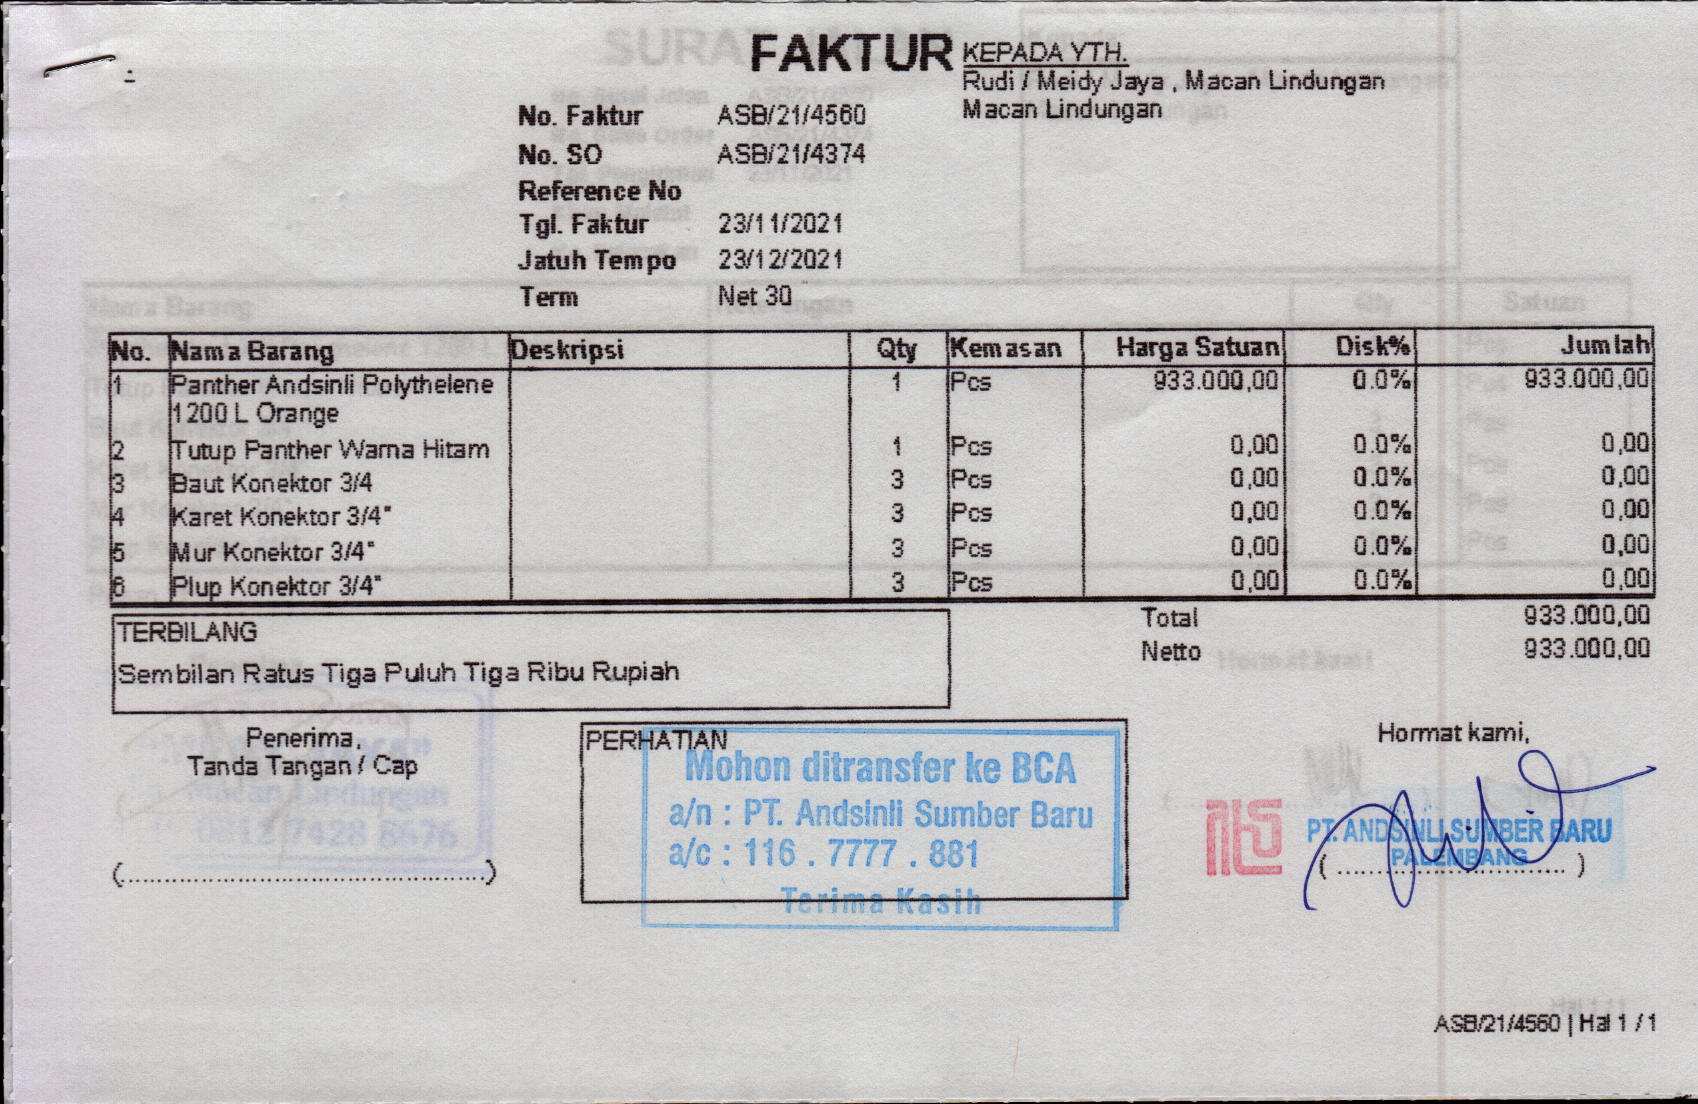 FAKTUR
KEPADA YTH.
Rudi / Meidy Jaya , Macan Lindungan
Macan Lindungan
No. Faktur ASB/21/4560
No. SO ASB/21/4374
Reference No
Tgl. Faktur 23/11/2021
Jatuh Tempo 23/12/2021
Term Net 30
No. Nama Barang Deskripsi Qty Kemasan Harga Satuan Disk% Jumlah
1 Panther Andsinli Polythelene 1 Pcs 933.000,00 0.0% 933.000,00
1200 L Orange
2 Tutup Panther Warna Hitam 1 Pcs 0,00 0.0% 0,00
3 Baut Konektor 3/4 3 Pcs 0,00 0.0% 0,00
4 Karet Konektor 3/4" 3 Pcs 0,00 0.0% 0,00
5 Mur Konektor 3/4" 3 Pcs 0,00 0.0% 0,00
6 Plup Konektor 3/4" 3 Pcs 0,00 0.0% 0,00
Total 933.000,00
Netto 933.000,00
TERBILANG
Sembilan Ratus Tiga Puluh Tiga Ribu Rupiah
Penerima,
Tanda Tangan / Cap
(................................................)
PERHATIAN
Mohon ditransfer ke BCA
a/n : PT. Andsinli Sumber Baru
a/c : 116 . 7777 . 881
Terima Kasih
Hormat kami,
PT. ANDSINLI SUMBER BARU
PALEMBANG
( .............................. )
Macan Lindungan
0812 7428 8676
ASB/21/4560 | Hal 1 / 1